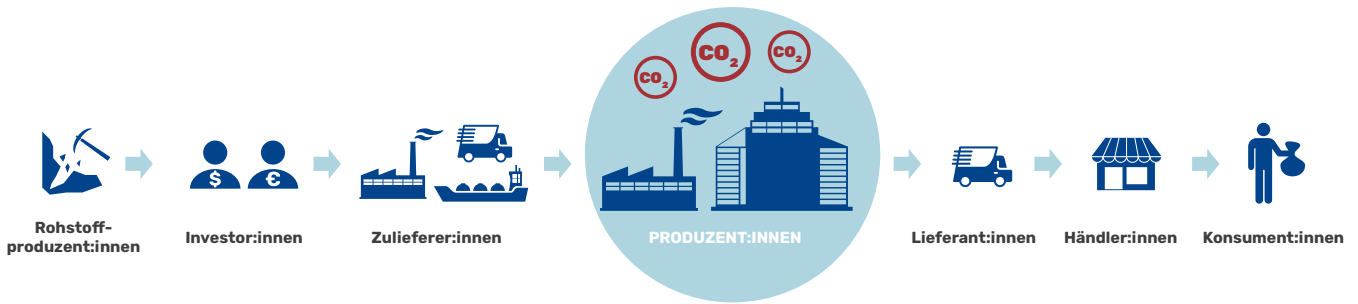 CO2
CO2
CO2
$
€
Rohstoff-
produzent:innen
Investor:innen
Zulieferer:innen
PRODUZENT:INNEN
Lieferant:innen
Händler:innen
Konsument:innen